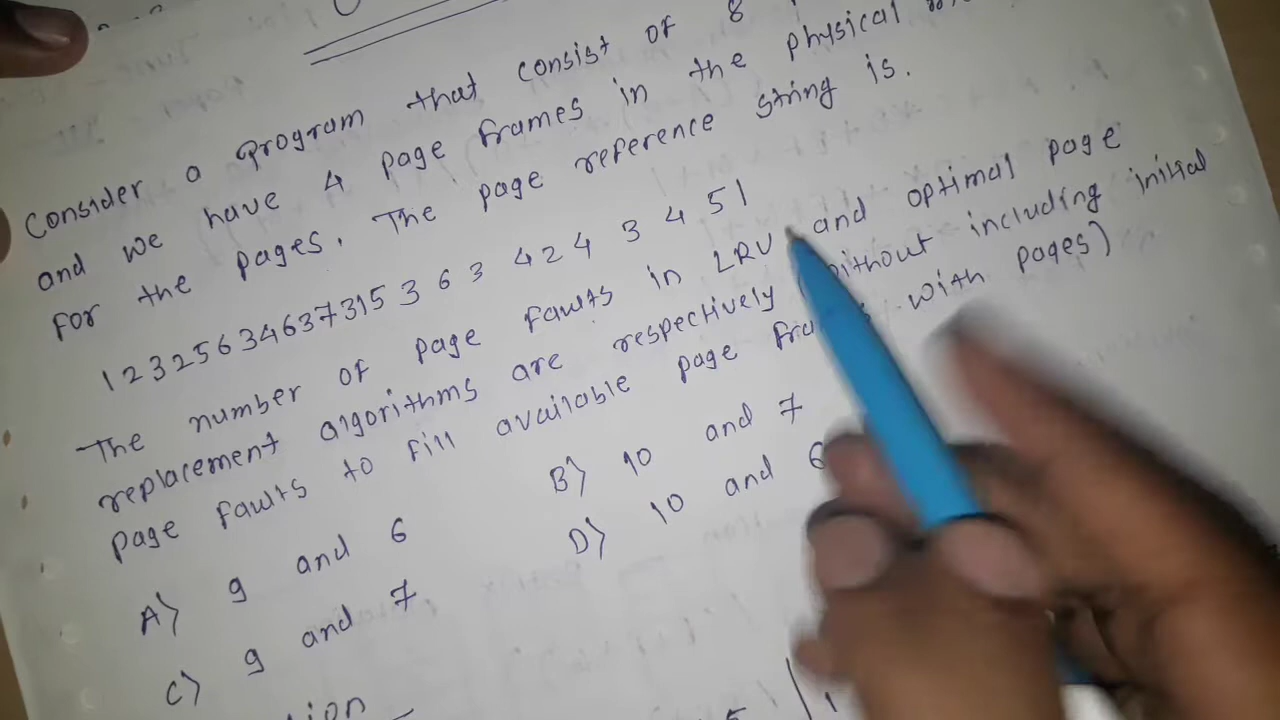 Consider a program that consist of 8
and we have 4 page frames in the physical
for the pages. The page reference string is.
1 2 3 2 5 6 3 4 6 3 7 3 1 5 3 6 3 4 2 4 3 4 5 1
The number of page faults in LRU and optimal page
replacement algorithms are respectively (without including initial
page faults to fill available page frames with pages)
A) 9 and 6
B) 10 and 7
C) 9 and 7
D) 10 and 6